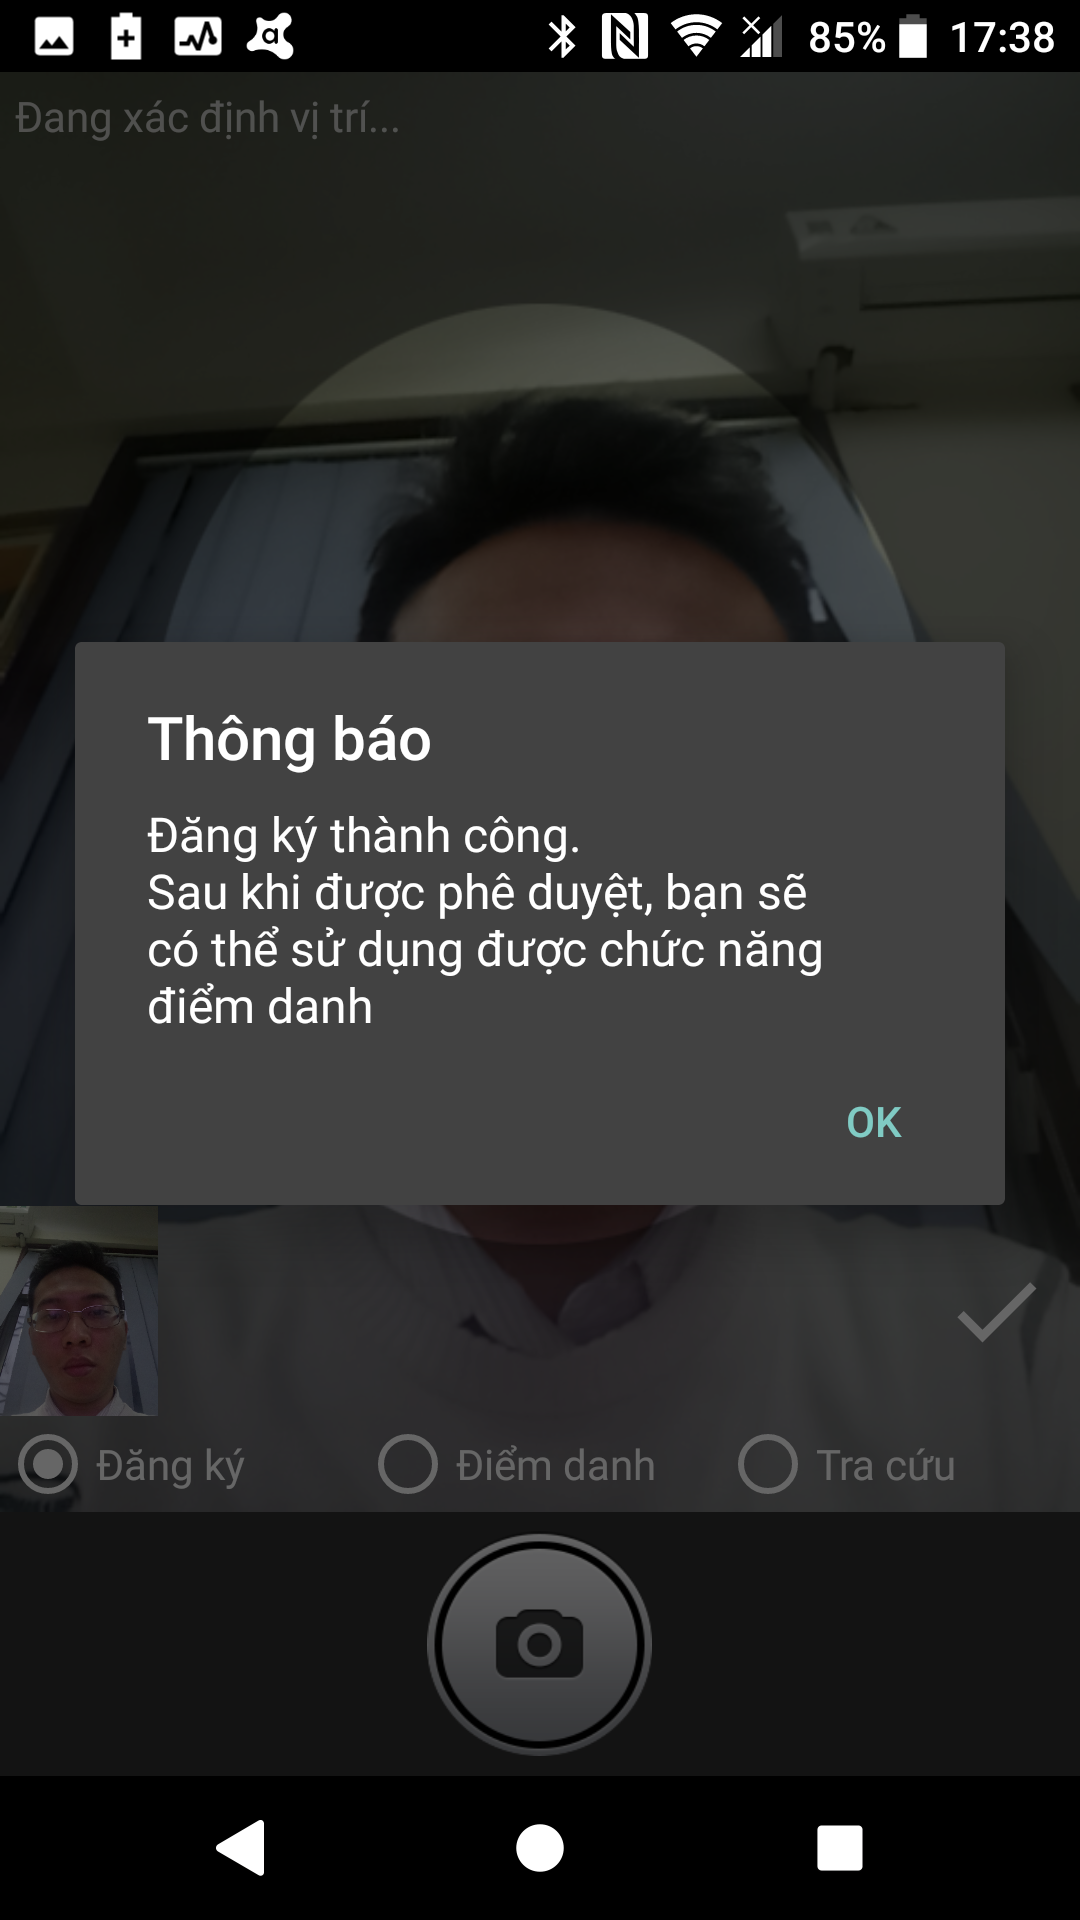 85% 17:38
Đang xác định vị trí...
Thông báo
Đăng ký thành công.
Sau khi được phê duyệt, bạn sẽ
có thể sử dụng được chức năng
điểm danh
OK
Đăng ký Điểm danh Tra cứu